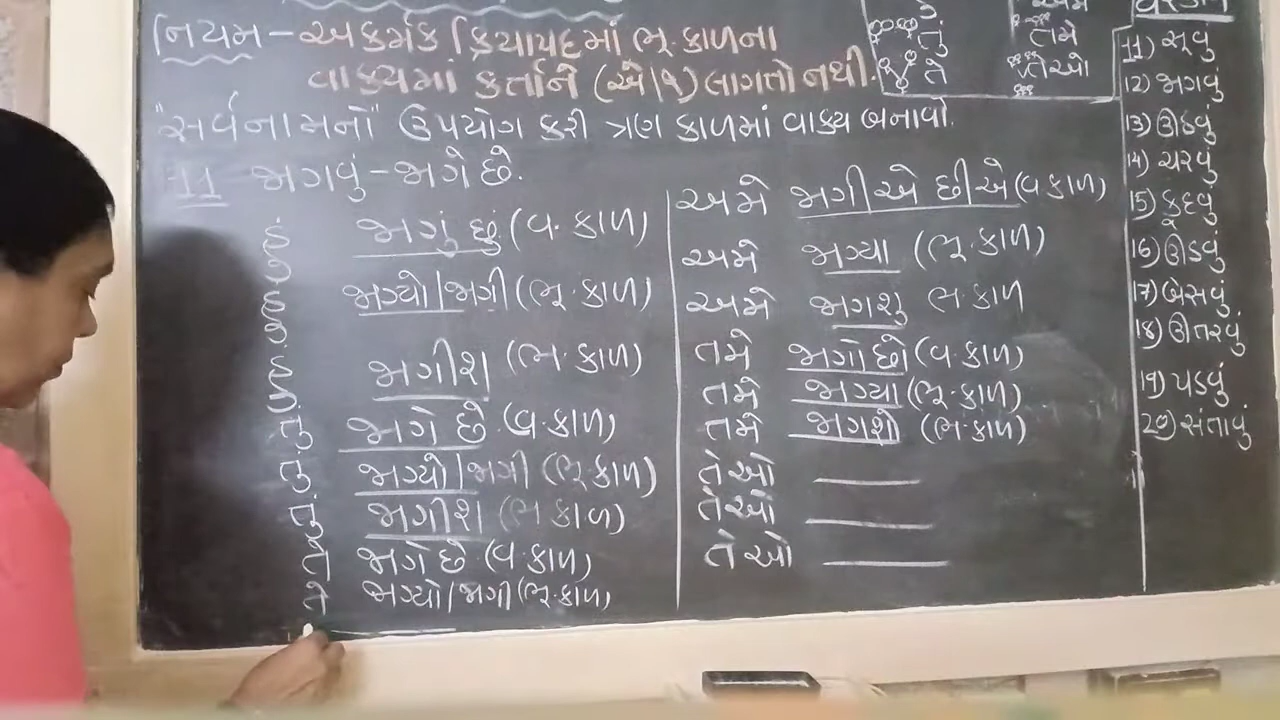 નિયમ - અકર્મક ક્રિયાપદમાં ભૂ.કાળના
વાક્યમાં કર્તાને (એ/૧) લાગતો નથી.
"સર્વનામનો" ઉપયોગ કરી ત્રણ કાળમાં વાક્ય બનાવો.
11 જાગવું - જાગે છે.
હું જાગું છું (વ.કાળ)
હું જાગ્યો/જાગી (ભૂ.કાળ)
હું જાગીશ (ભ.કાળ)
તું જાગે છે (વ.કાળ)
તું જાગ્યો/જાગી (ભૂ.કાળ)
તું જાગીશ (ભ કાળ)
તે જાગે છે (વ.કાળ)
તે જાગ્યો/જાગી (ભૂ.કાળ)
અમે જાગીએ છીએ (વ કાળ)
અમે જાગ્યા (ભૂ.કાળ)
અમે જાગશુ ભ.કાળ
તમે જાગો છો (વ.કાળ)
તમે જાગ્યા (ભૂ.કાળ)
તમે જાગશો (ભ.કાળ)
તેઓ
તેઓ
તેઓ
તું
તે
અમે
તમે
તેઓ
11) સૂવું
12) જાગવું
13) ઊઠવું
14) ચરવું
15) કૂદવું
16) ઊડવું
17) બેસવું
18) ઊતરવું
19) પડવું
20) સંતાવું